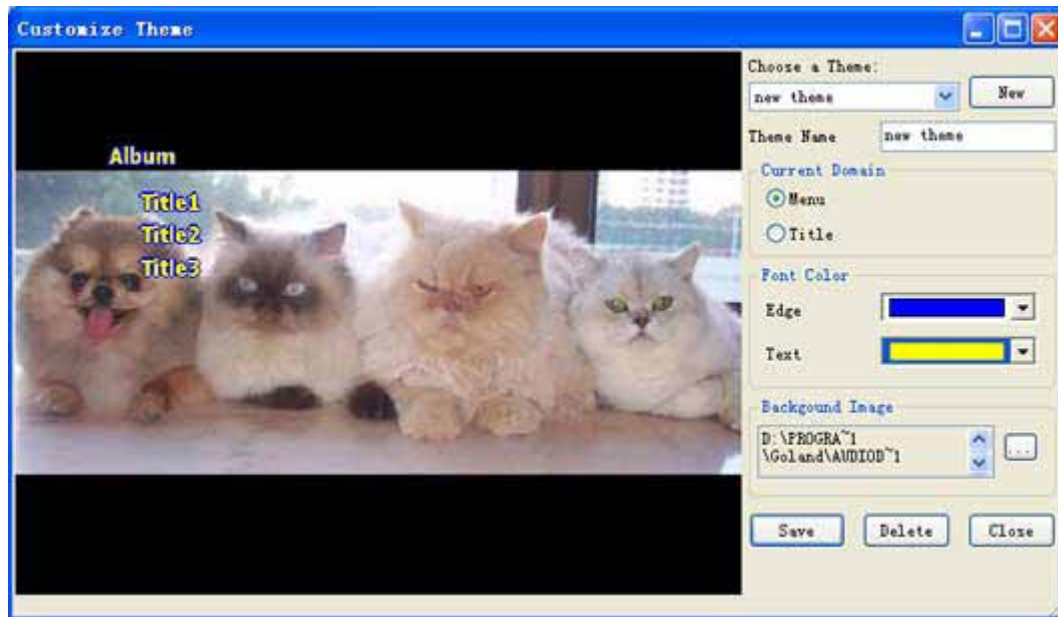 Customize Theme
Album
Title1
Title2
Title3
Choose a Theme:
new theme
New
Theme Name
new theme
Current Domain
Menu
Title
Font Color
Edge
Text
Backgound Image
D:\PROGRA~1
\Goland\AUDIOD~1
...
Save
Delete
Close